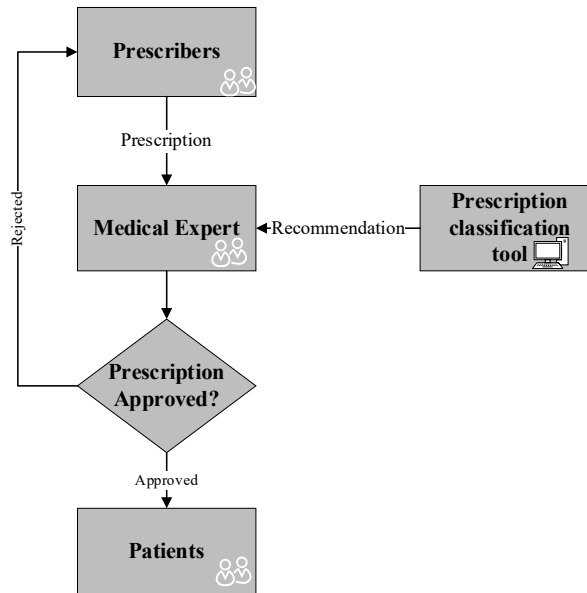 Prescribers
Prescription
Rejected
Medical Expert
Recommendation
Prescription
classification
tool
Prescription
Approved?
Approved
Patients